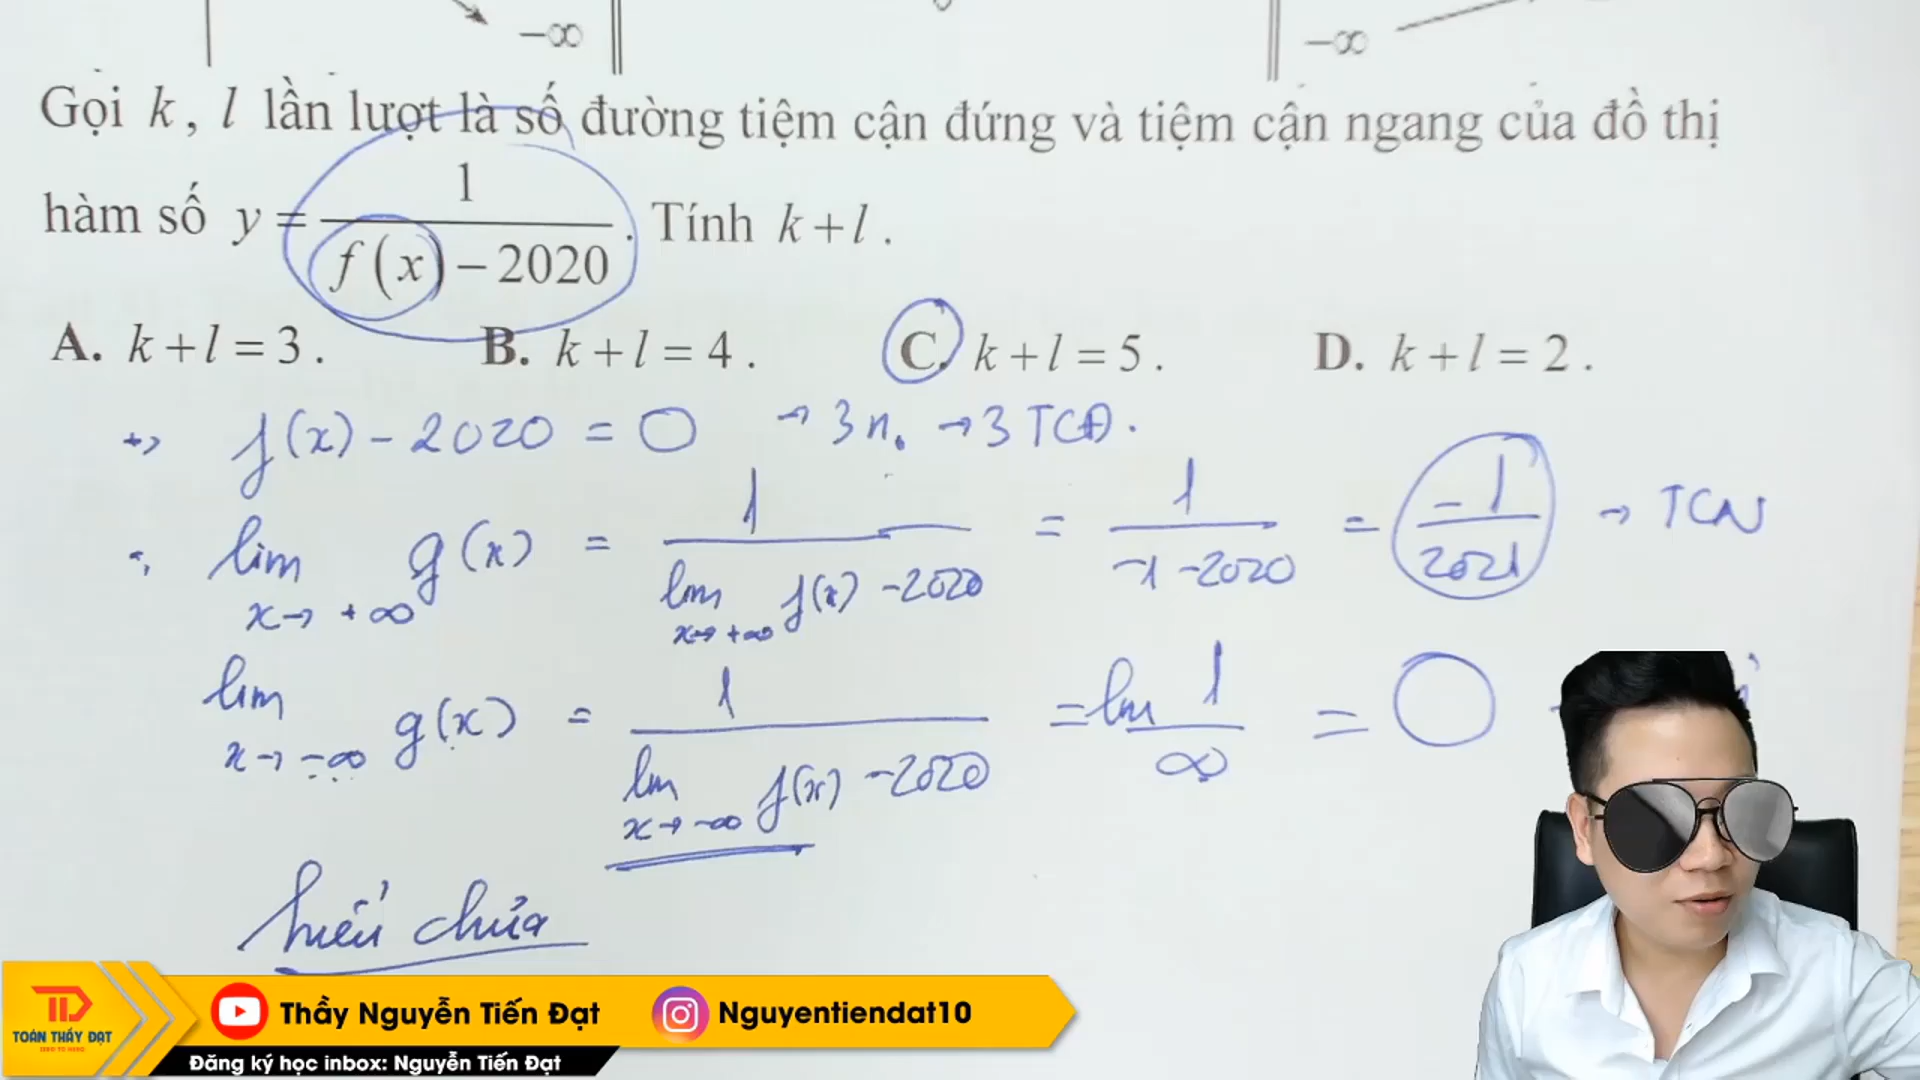 −∞ −∞
Gọi k, l lần lượt là số đường tiệm cận đứng và tiệm cận ngang của đồ thị
hàm số y = 1 / (f(x) − 2020). Tính k + l.
A. k + l = 3. B. k + l = 4. C. k + l = 5. D. k + l = 2.
f(x) − 2020 = 0 → 3 n. → 3 TCĐ.
lim x→+∞ g(x) = 1 / (lim x→+∞ f(x) − 2020) = 1 / (−1 − 2020) = −1 / 2021 → TCN
lim x→−∞ g(x) = 1 / (lim x→−∞ f(x) − 2020) = lim 1 / ∞ = 0
hiểu chửa
TOÁN THẦY ĐẠT
Thầy Nguyễn Tiến Đạt Nguyentiendat10
Đăng ký học inbox: Nguyễn Tiến Đạt